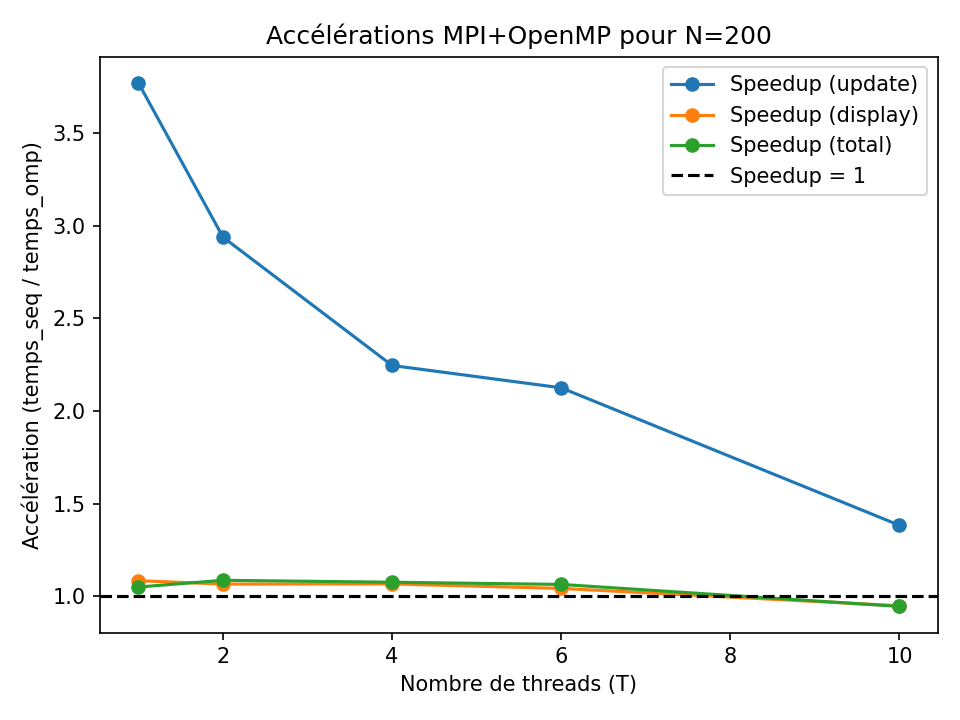 Accélérations MPI+OpenMP pour N=200
Speedup (update)
Speedup (display)
Speedup (total)
Speedup = 1
Accélération (temps_seq / temps_omp)
3.5
3.0
2.5
2.0
1.5
1.0
2 4 6 8 10
Nombre de threads (T)